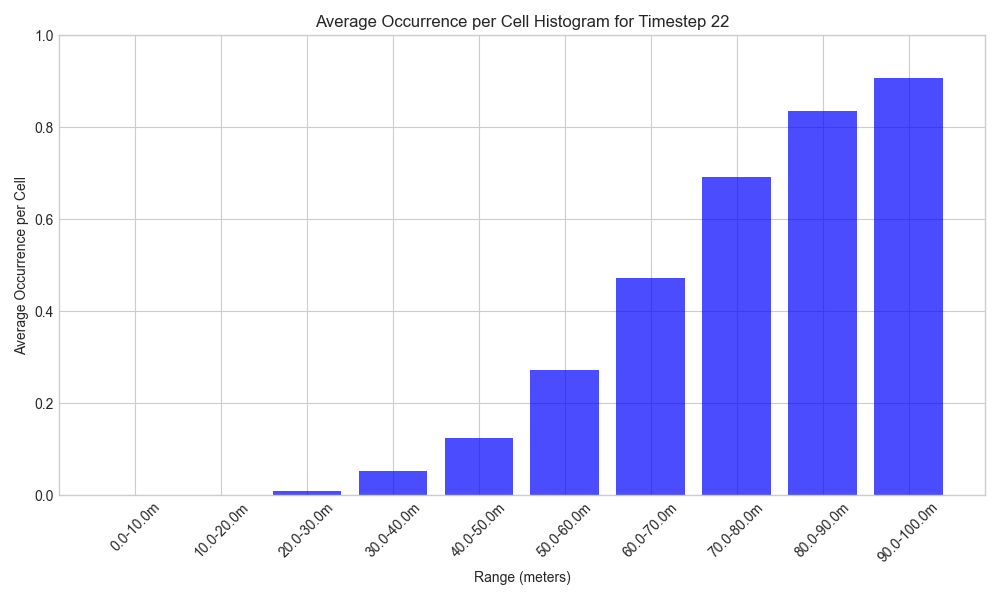 Average Occurrence per Cell Histogram for Timestep 22
Average Occurrence per Cell
1.0
0.8
0.6
0.4
0.2
0.0
0.0-10.0m
10.0-20.0m
20.0-30.0m
30.0-40.0m
40.0-50.0m
50.0-60.0m
60.0-70.0m
70.0-80.0m
80.0-90.0m
90.0-100.0m
Range (meters)